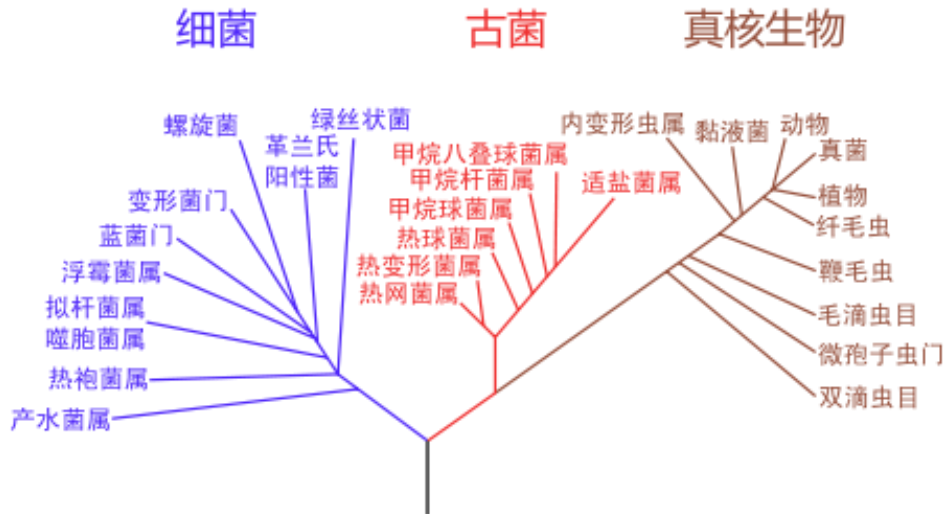 细菌
古菌
真核生物
螺旋菌
革兰氏
阳性菌
绿丝状菌
变形菌门
蓝菌门
浮霉菌属
拟杆菌属
噬胞菌属
热袍菌属
产水菌属
甲烷八叠球菌属
甲烷杆菌属
甲烷球菌属
热球菌属
热变形菌属
热网菌属
适盐菌属
内变形虫属
黏液菌
动物
真菌
植物
纤毛虫
鞭毛虫
毛滴虫目
微孢子虫门
双滴虫目